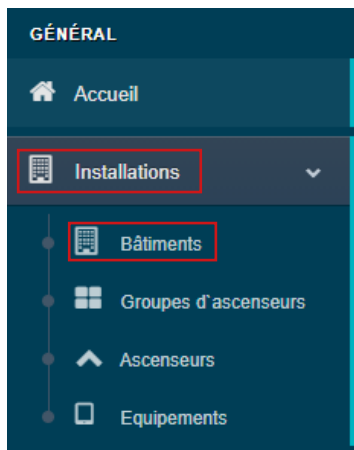 GÉNÉRAL
Accueil
Installations
Bâtiments
Groupes d`ascenseurs
Ascenseurs
Equipements